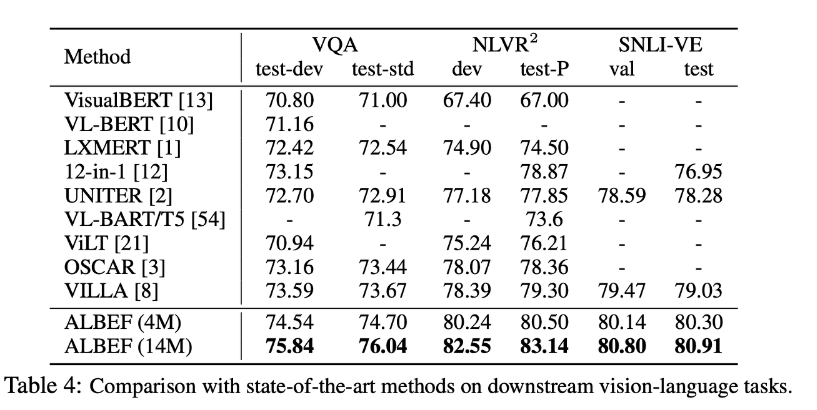 Method VQA NLVR² SNLI-VE
test-dev test-std dev test-P val test
VisualBERT [13] 70.80 71.00 67.40 67.00 - -
VL-BERT [10] 71.16 - - - - -
LXMERT [1] 72.42 72.54 74.90 74.50 - -
12-in-1 [12] 73.15 - - 78.87 - 76.95
UNITER [2] 72.70 72.91 77.18 77.85 78.59 78.28
VL-BART/T5 [54] - 71.3 - 73.6 - -
ViLT [21] 70.94 - 75.24 76.21 - -
OSCAR [3] 73.16 73.44 78.07 78.36 - -
VILLA [8] 73.59 73.67 78.39 79.30 79.47 79.03
ALBEF (4M) 74.54 74.70 80.24 80.50 80.14 80.30
ALBEF (14M) 75.84 76.04 82.55 83.14 80.80 80.91
Table 4: Comparison with state-of-the-art methods on downstream vision-language tasks.